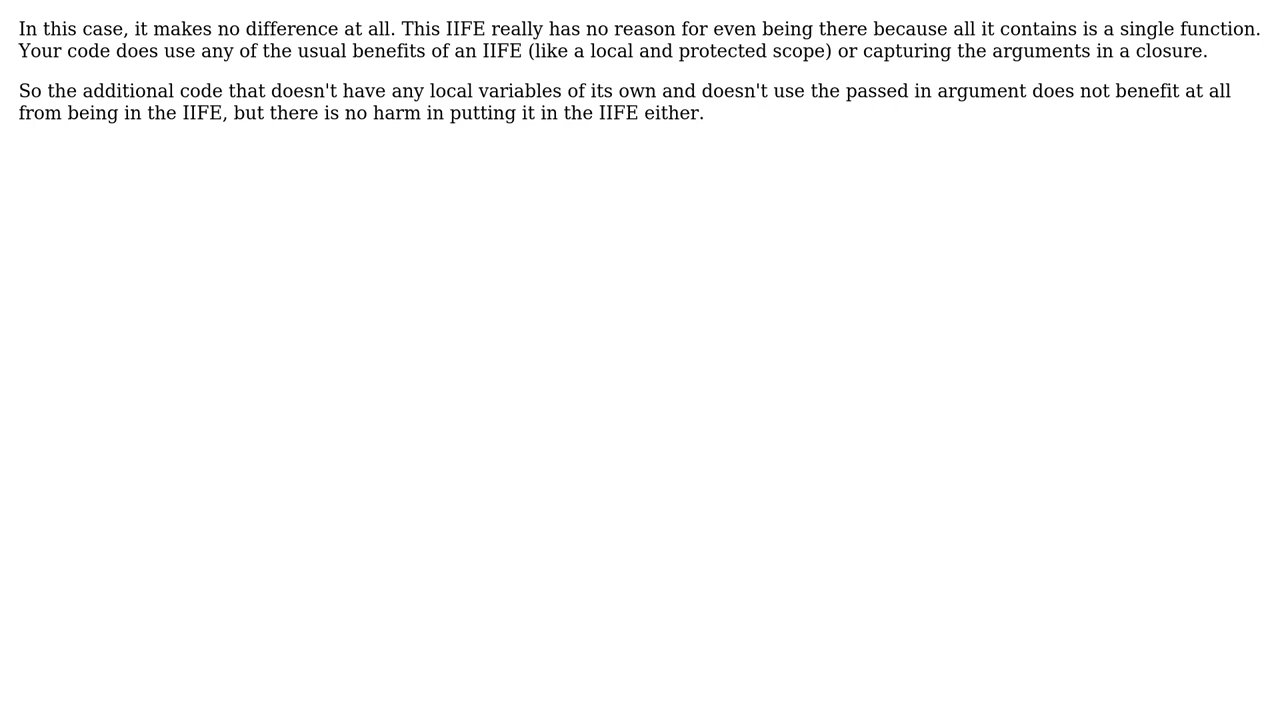 In this case, it makes no difference at all. This IIFE really has no reason for even being there because all it contains is a single function.
Your code does use any of the usual benefits of an IIFE (like a local and protected scope) or capturing the arguments in a closure.
So the additional code that doesn't have any local variables of its own and doesn't use the passed in argument does not benefit at all
from being in the IIFE, but there is no harm in putting it in the IIFE either.